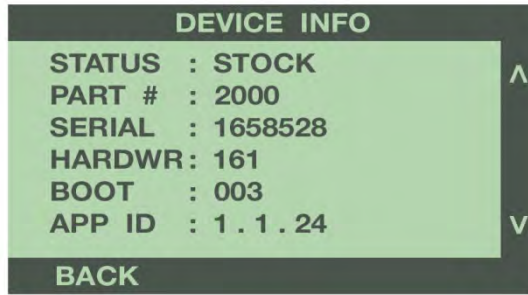 DEVICE INFO
STATUS : STOCK
PART # : 2000
SERIAL : 1658528
HARDWR: 161
BOOT : 003
APP ID : 1 . 1 . 24
BACK